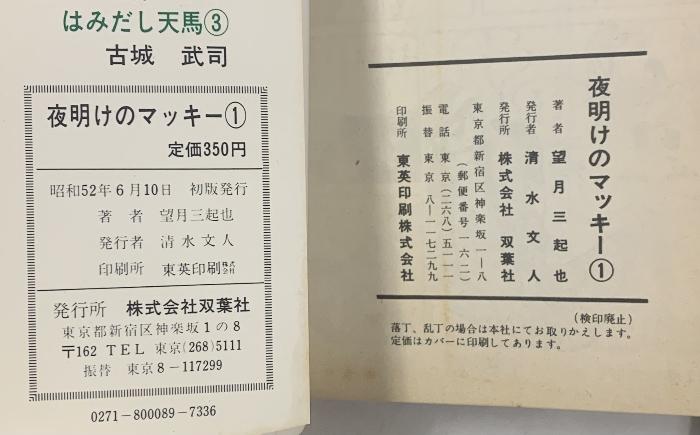 はみだし天馬③
古城 武司
夜明けのマッキー①
定価350円
昭和52年6月10日 初版発行
著者 望月三起也
発行者 清水文人
印刷所 東英印刷株式会社
発行所 株式会社双葉社
東京都新宿区神楽坂1の8
〒162 TEL 東京(268)5111
振替 東京8-117299
0271-800089-7336
夜明けのマッキー①
著者 望月三起也
発行者 清水文人
発行所 株式会社 双葉社
東京都新宿区神楽坂一ー八
(郵便番号一六二)
電話 東京(二六八)五一一一
振替 東京 八ー一一七二九九
印刷所 東英印刷株式会社
(検印廃止)
落丁、乱丁の場合は本社にてお取りかえします。
定価はカバーに印刷してあります。